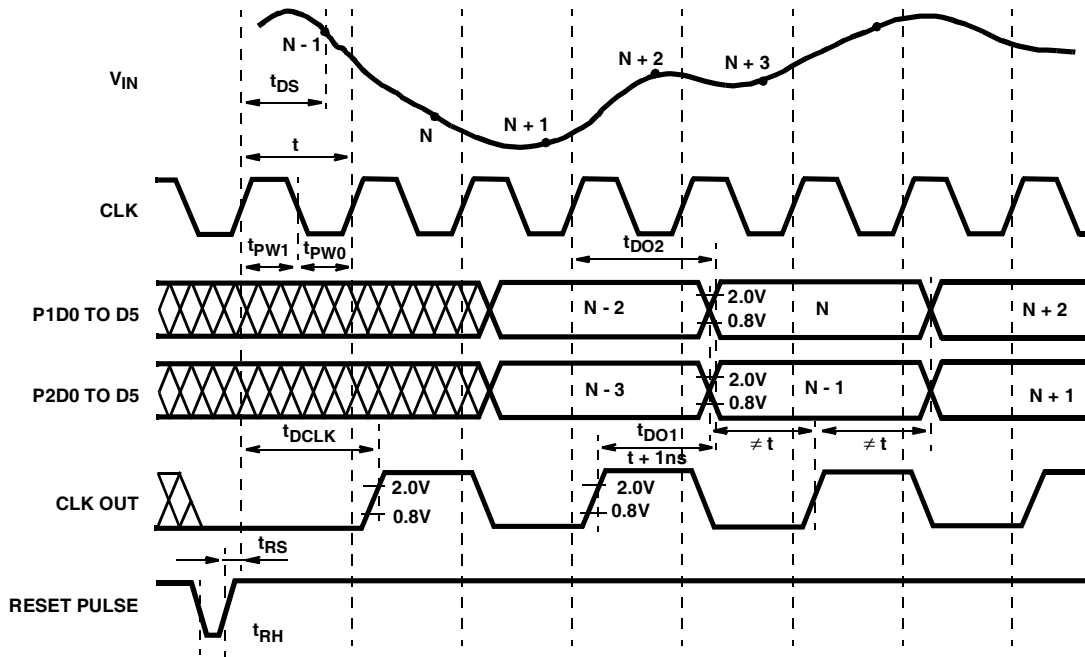 N - 1
N + 2
N + 3
V_IN
t_DS
N
N + 1
t
CLK
t_PW1
t_PW0
t_DO2
P1D0 TO D5
N - 2
2.0V
0.8V
N
N + 2
P2D0 TO D5
N - 3
2.0V
0.8V
N - 1
N + 1
t_DCLK
t_DO1
≠ t
≠ t
t + 1ns
CLK OUT
2.0V
0.8V
2.0V
0.8V
t_RS
RESET PULSE
t_RH